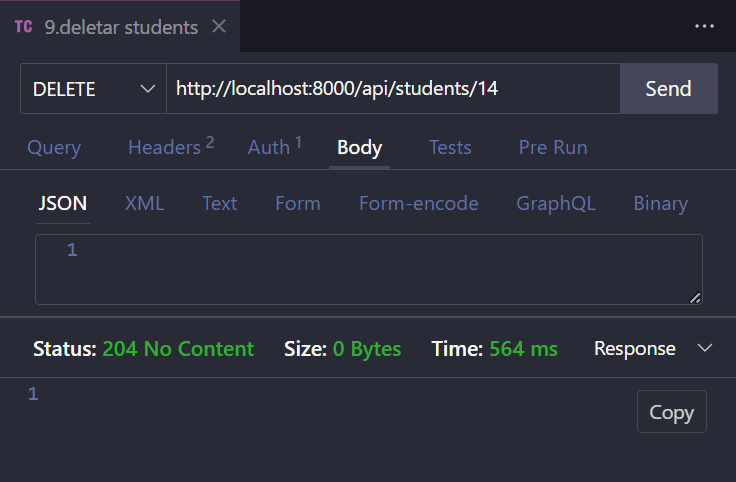 TC 9.deletar students
DELETE http://localhost:8000/api/students/14 Send
Query Headers 2 Auth 1 Body Tests Pre Run
JSON XML Text Form Form-encode GraphQL Binary
1
Status: 204 No Content Size: 0 Bytes Time: 564 ms Response
1
Copy